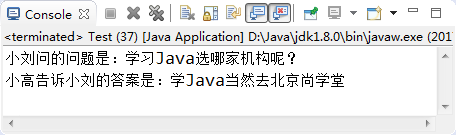 Console
<terminated> Test (37) [Java Application] D:\Java\jdk1.8.0\bin\javaw.exe (201
小刘问的问题是：学习Java选哪家机构呢？
小高告诉小刘的答案是：学Java当然去北京尚学堂